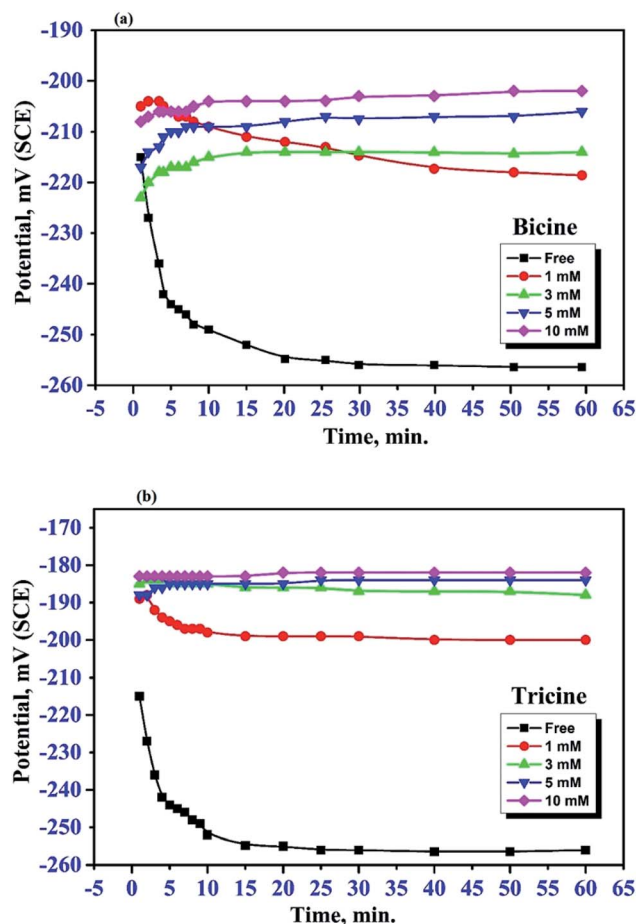 (a)
-190
-200
-210
-220
-230
-240
-250
-260
Potential, mV (SCE)
Bicine
Free
1 mM
3 mM
5 mM
10 mM
-5 0 5 10 15 20 25 30 35 40 45 50 55 60 65
Time, min.
(b)
-170
-180
-190
-200
-210
-220
-230
-240
-250
-260
Potential, mV (SCE)
Tricine
Free
1 mM
3 mM
5 mM
10 mM
-5 0 5 10 15 20 25 30 35 40 45 50 55 60 65
Time, min.